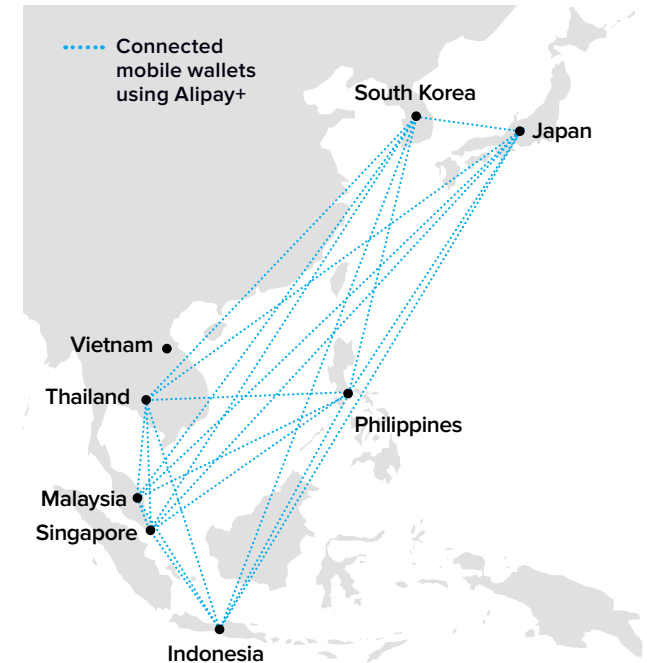 Connected
mobile wallets
using Alipay+
South Korea
Japan
Vietnam
Thailand
Philippines
Malaysia
Singapore
Indonesia